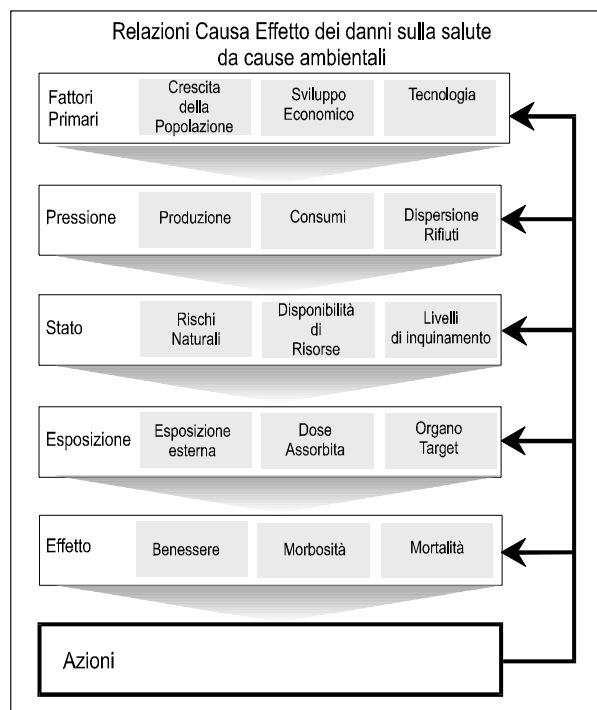 Relazioni Causa Effetto dei danni sulla salute
da cause ambientali
Fattori
Primari
Crescita
della
Popolazione
Sviluppo
Economico
Tecnologia
Pressione
Produzione
Consumi
Dispersione
Rifiuti
Stato
Rischi
Naturali
Disponibilità
di
Risorse
Livelli
di inquinamento
Esposizione
Esposizione
esterna
Dose
Assorbita
Organo
Target
Effetto
Benessere
Morbosità
Mortalità
Azioni